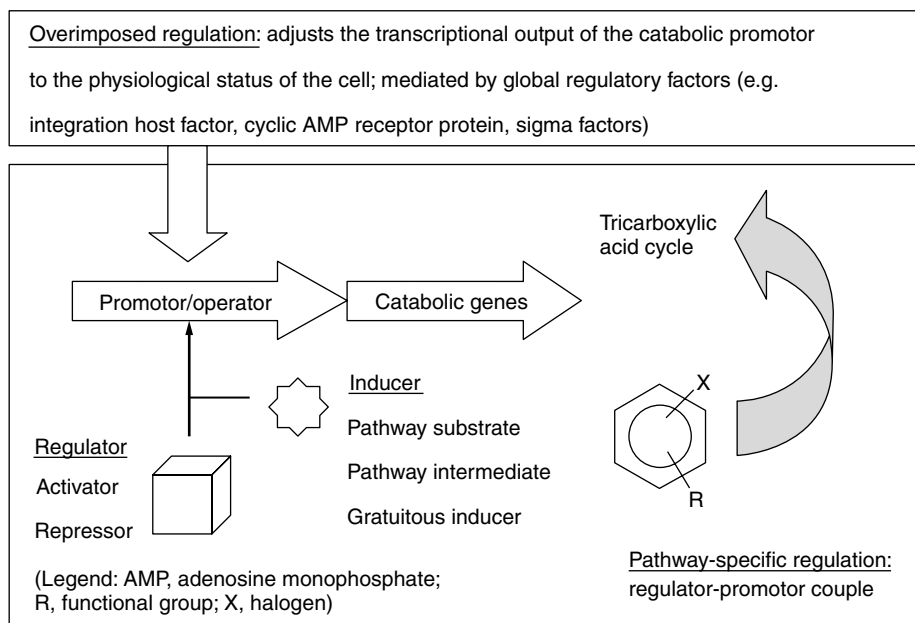 Overimposed regulation: adjusts the transcriptional output of the catabolic promotor
to the physiological status of the cell; mediated by global regulatory factors (e.g.
integration host factor, cyclic AMP receptor protein, sigma factors)
Tricarboxylic
acid cycle
Promotor/operator
Catabolic genes
Inducer
Pathway substrate
Pathway intermediate
Gratuitous inducer
Regulator
Activator
Repressor
X
R
(Legend: AMP, adenosine monophosphate;
R, functional group; X, halogen)
Pathway-specific regulation:
regulator-promotor couple